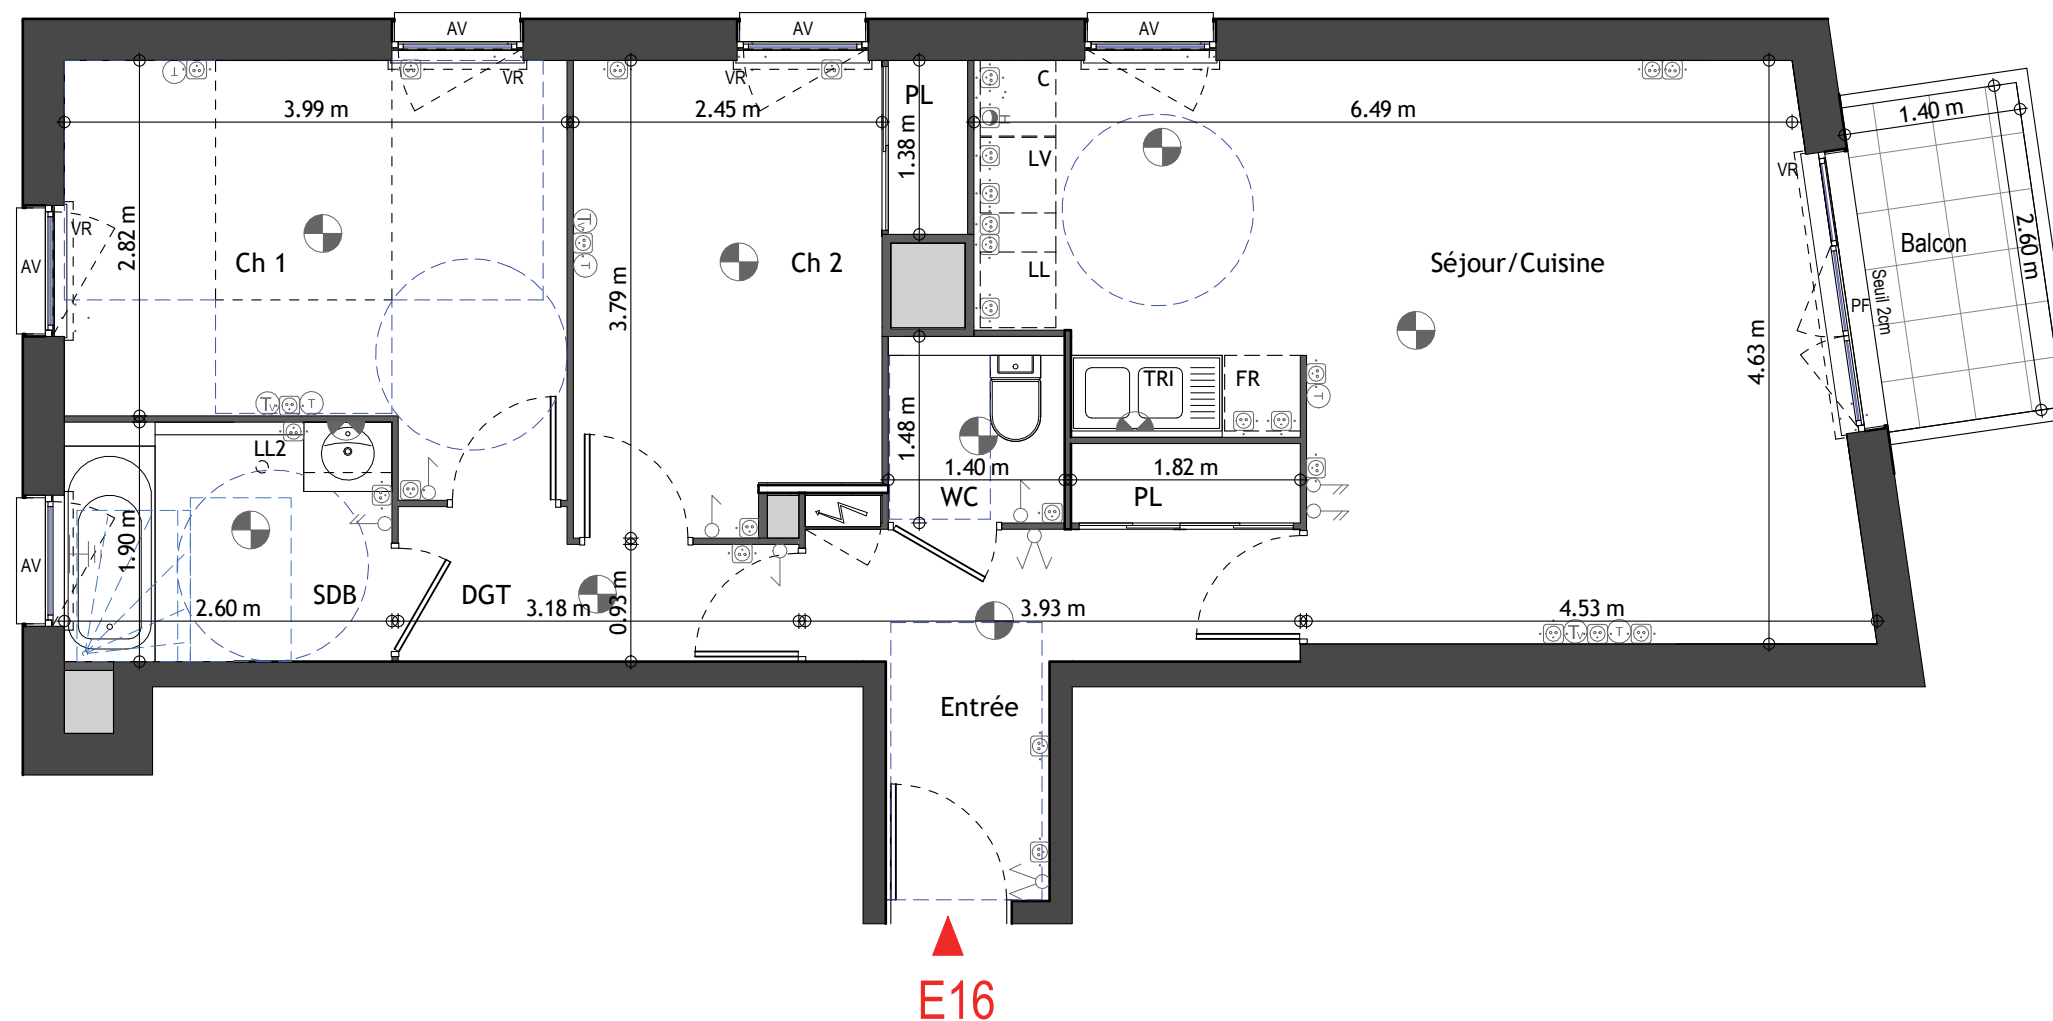 AV
AV
AV
VR
VR
C
PL
3.99 m
2.45 m
6.49 m
1.40 m
1.38 m
LV
VR
2.82 m
VR
AV
Ch 1
Ch 2
LL
Séjour/Cuisine
Balcon
2.60 m
Seuil 2cm
PF
3.79 m
4.63 m
TV
T
T
TRI
FR
T
TV
T
LL2
1.48 m
1.40 m
1.82 m
WC
PL
1.90 m
AV
SDB
DGT
2.60 m
3.18 m
0.93 m
3.93 m
4.53 m
TV
T
Entrée
E16